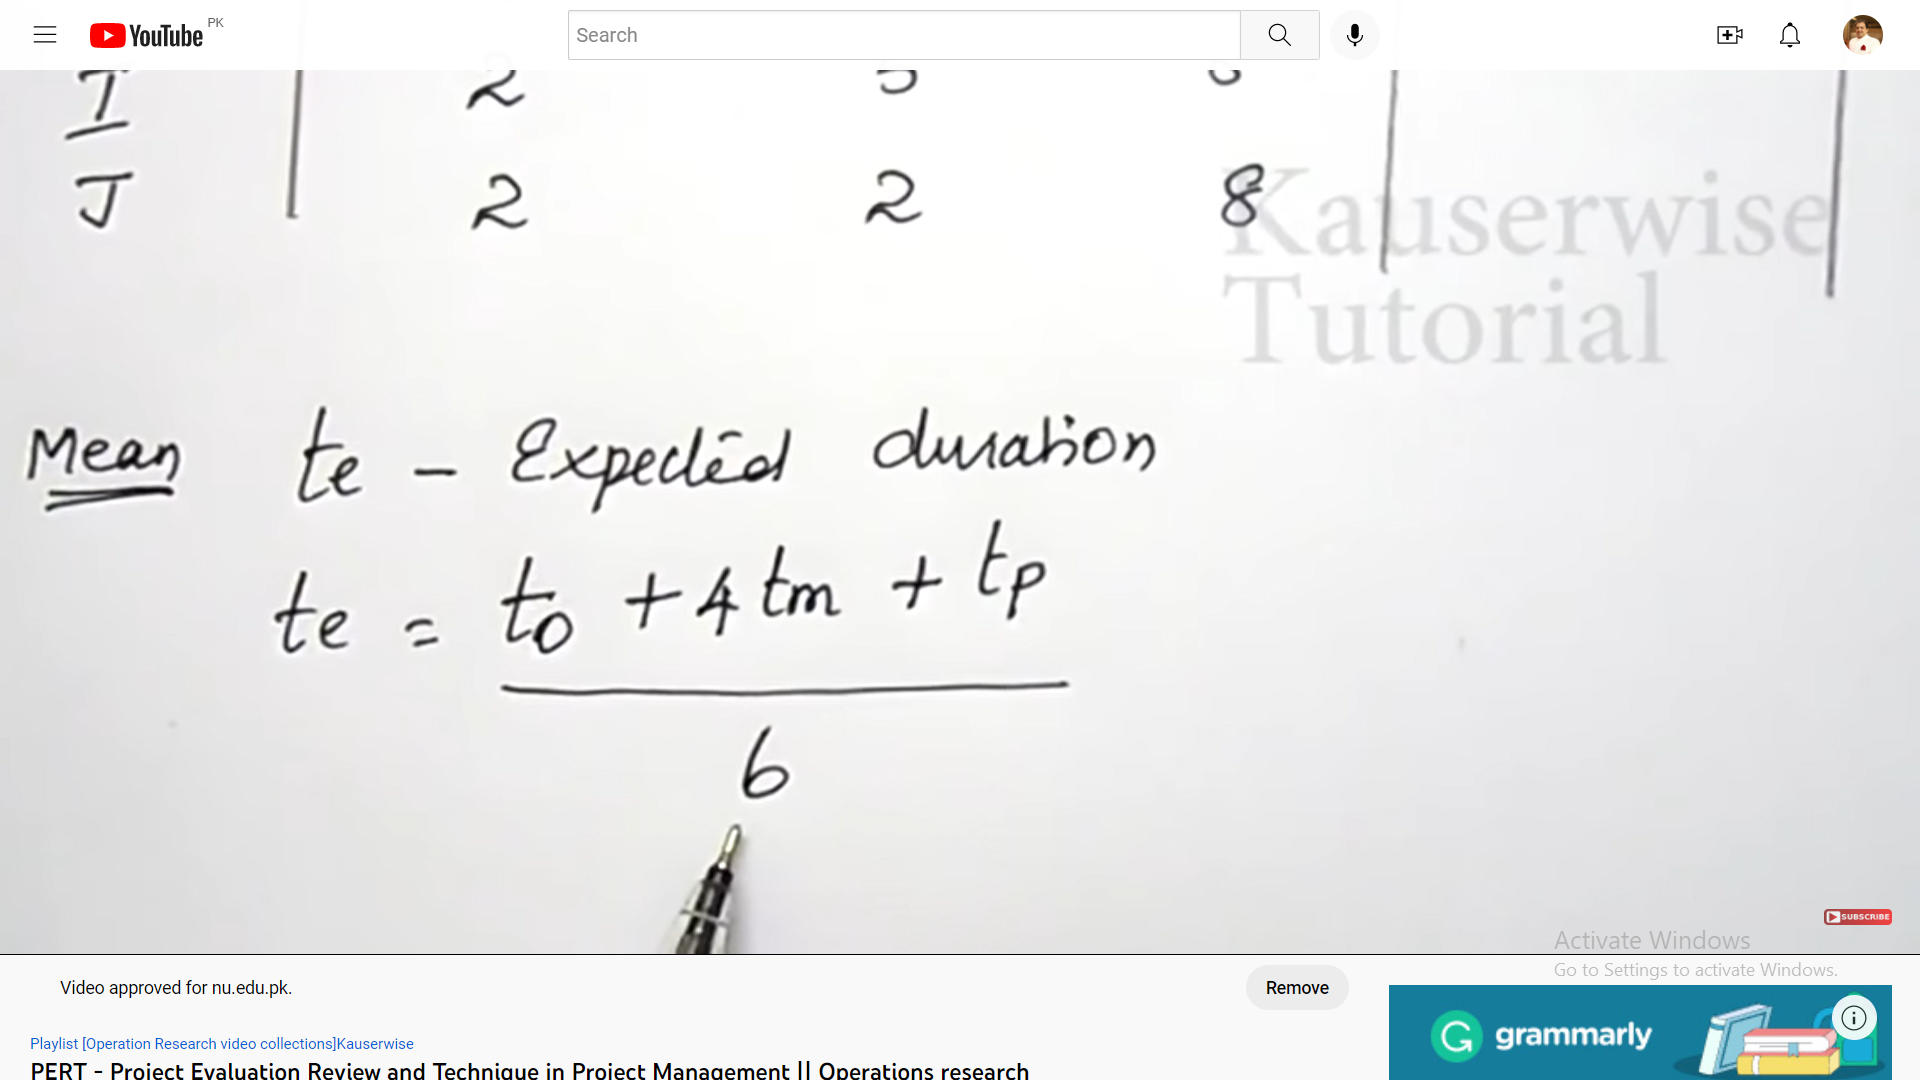 PK
YouTube
Search
I 2
J 2 2 8
Kauserwise
Tutorial
Mean te - Expected duration
te = to + 4tm + tp
6
SUBSCRIBE
Activate Windows
Go to Settings to activate Windows.
Video approved for nu.edu.pk.
Remove
grammarly
Playlist [Operation Research video collections]Kauserwise
PERT - Project Evaluation Review and Technique in Project Management || Operations research